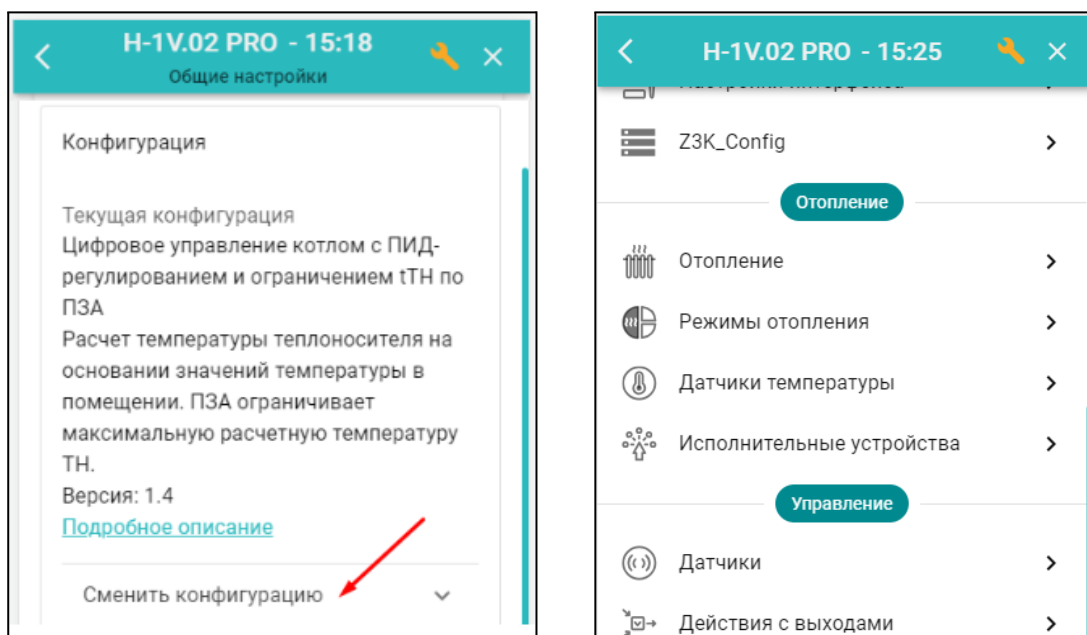 H-1V.02 PRO - 15:18
Общие настройки
Конфигурация
Текущая конфигурация
Цифровое управление котлом с ПИД-
регулированием и ограничением tТН по
ПЗА
Расчет температуры теплоносителя на
основании значений температуры в
помещении. ПЗА ограничивает
максимальную расчетную температуру
ТН.
Версия: 1.4
Подробное описание
Сменить конфигурацию
H-1V.02 PRO - 15:25
Z3K_Config
Отопление
Отопление
Режимы отопления
Датчики температуры
Исполнительные устройства
Управление
Датчики
Действия с выходами